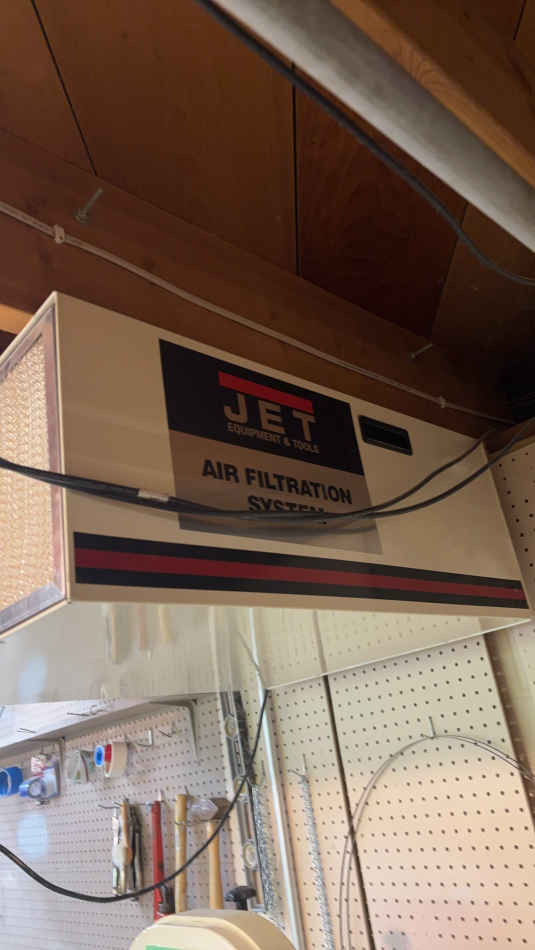 JET
EQUIPMENT & TOOLS
AIR FILTRATION
SYSTEM